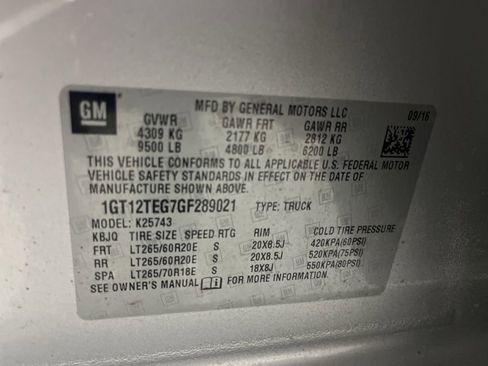 GM
MFD BY GENERAL MOTORS LLC
09/16
GVWR GAWR FRT GAWR RR
4309 KG 2177 KG 2812 KG
9500 LB 4800 LB 6200 LB
THIS VEHICLE CONFORMS TO ALL APPLICABLE U.S. FEDERAL MOTOR
VEHICLE SAFETY STANDARDS IN EFFECT ON THE DATE OF
MANUFACTURE SHOWN ABOVE.
1GT12TEG7GF289021 TYPE: TRUCK
MODEL: K25743
KBJQ TIRE SIZE SPEED RTG RIM COLD TIRE PRESSURE
FRT LT265/60R20E S 20X8.5J 420KPA(60PSI)
RR LT265/60R20E S 20X8.5J 520KPA(75PSI)
SPA LT265/70R18E S 18X8J 550KPA(80PSI)
SEE OWNER'S MANUAL FOR MORE INFORMATION.